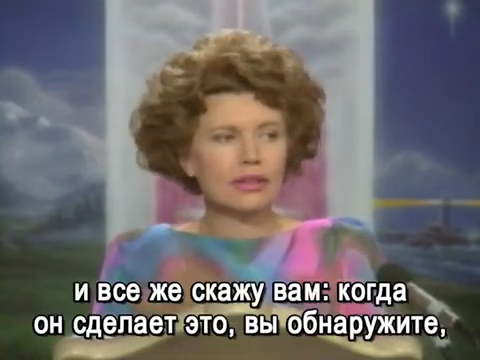 и все же скажу вам: когда
он сделает это, вы обнаружите,